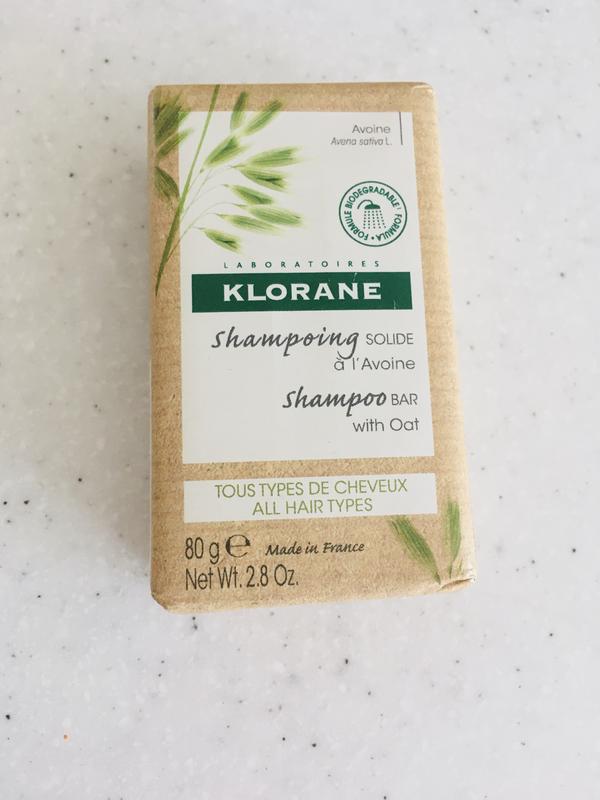 Avoine
Avena sativa L.
FORMULE BIODEGRADABLE • FORMULA •
LABORATOIRES
KLORANE
Shampoing SOLIDE
à l'Avoine
Shampoo BAR
with Oat
TOUS TYPES DE CHEVEUX
ALL HAIR TYPES
80 g ℮ Made in France
Net Wt. 2.8 Oz.